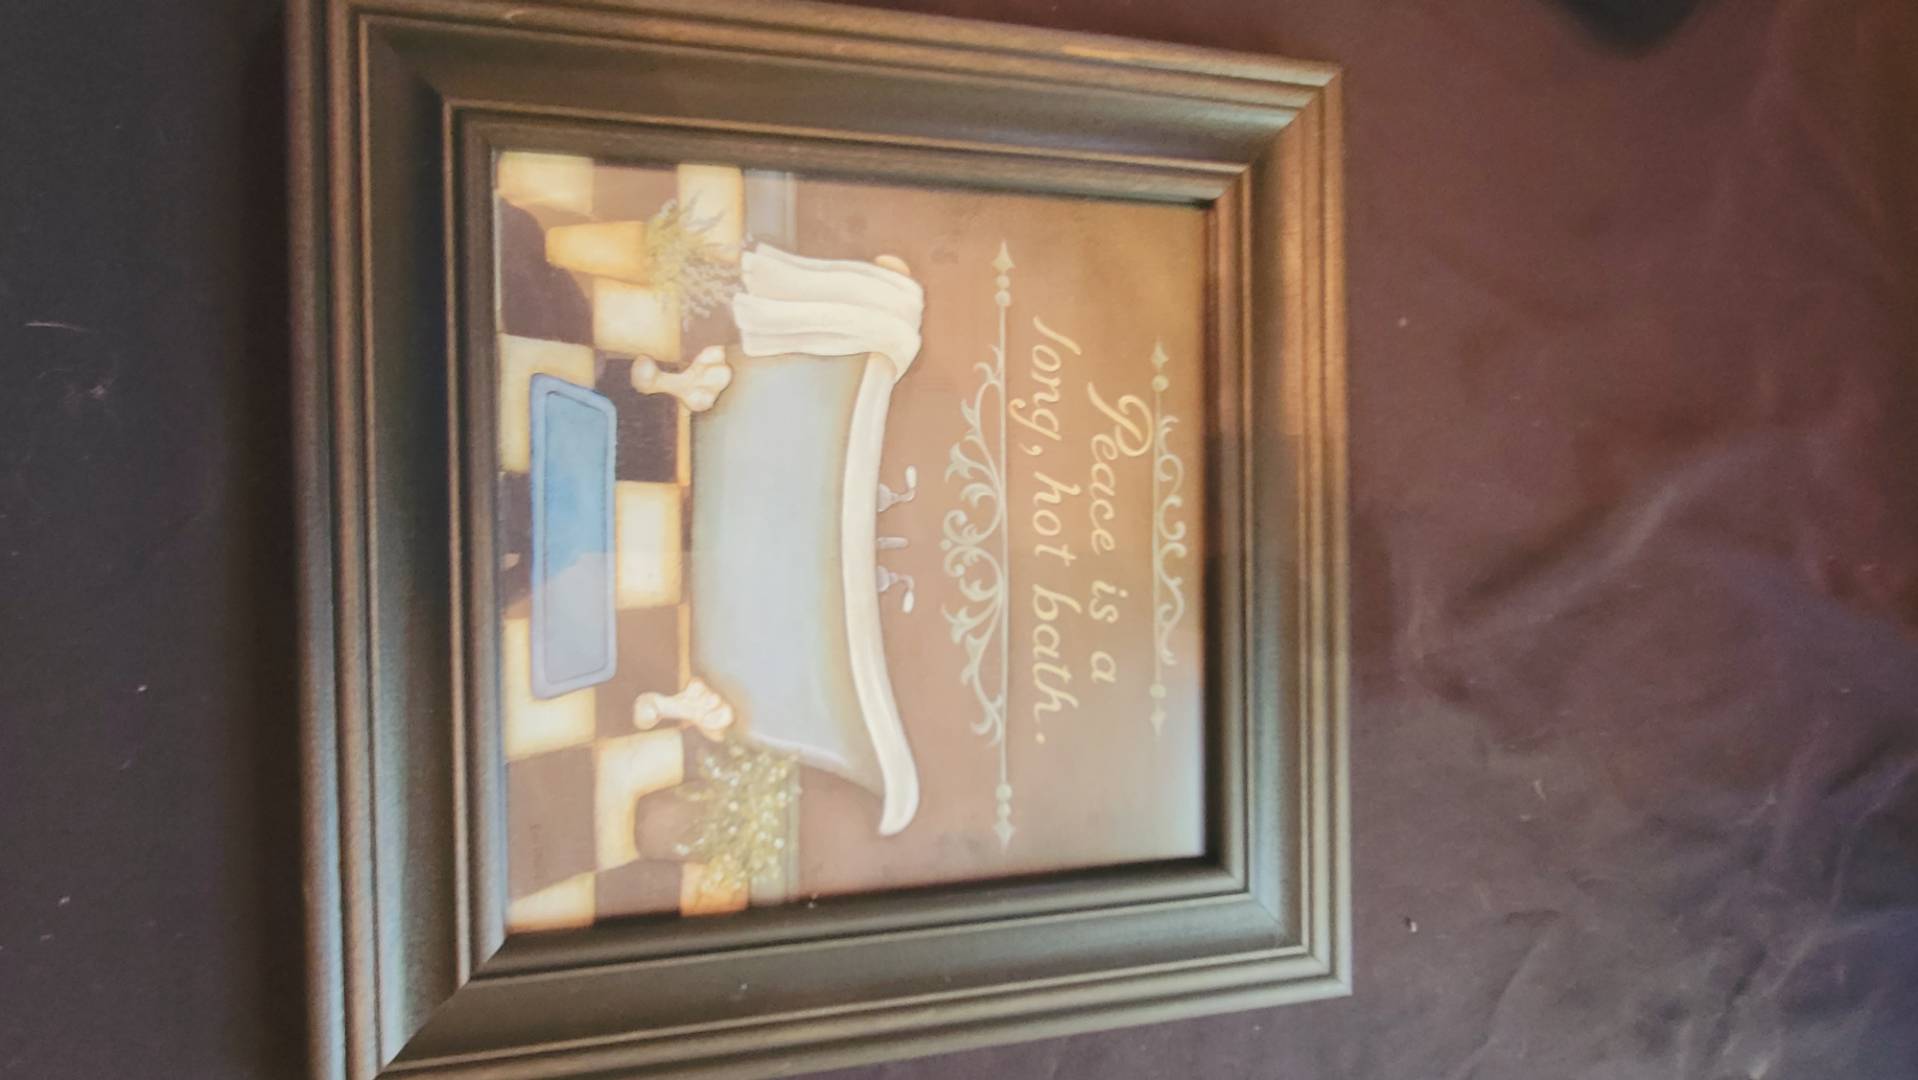 Peace is a
long, hot bath.